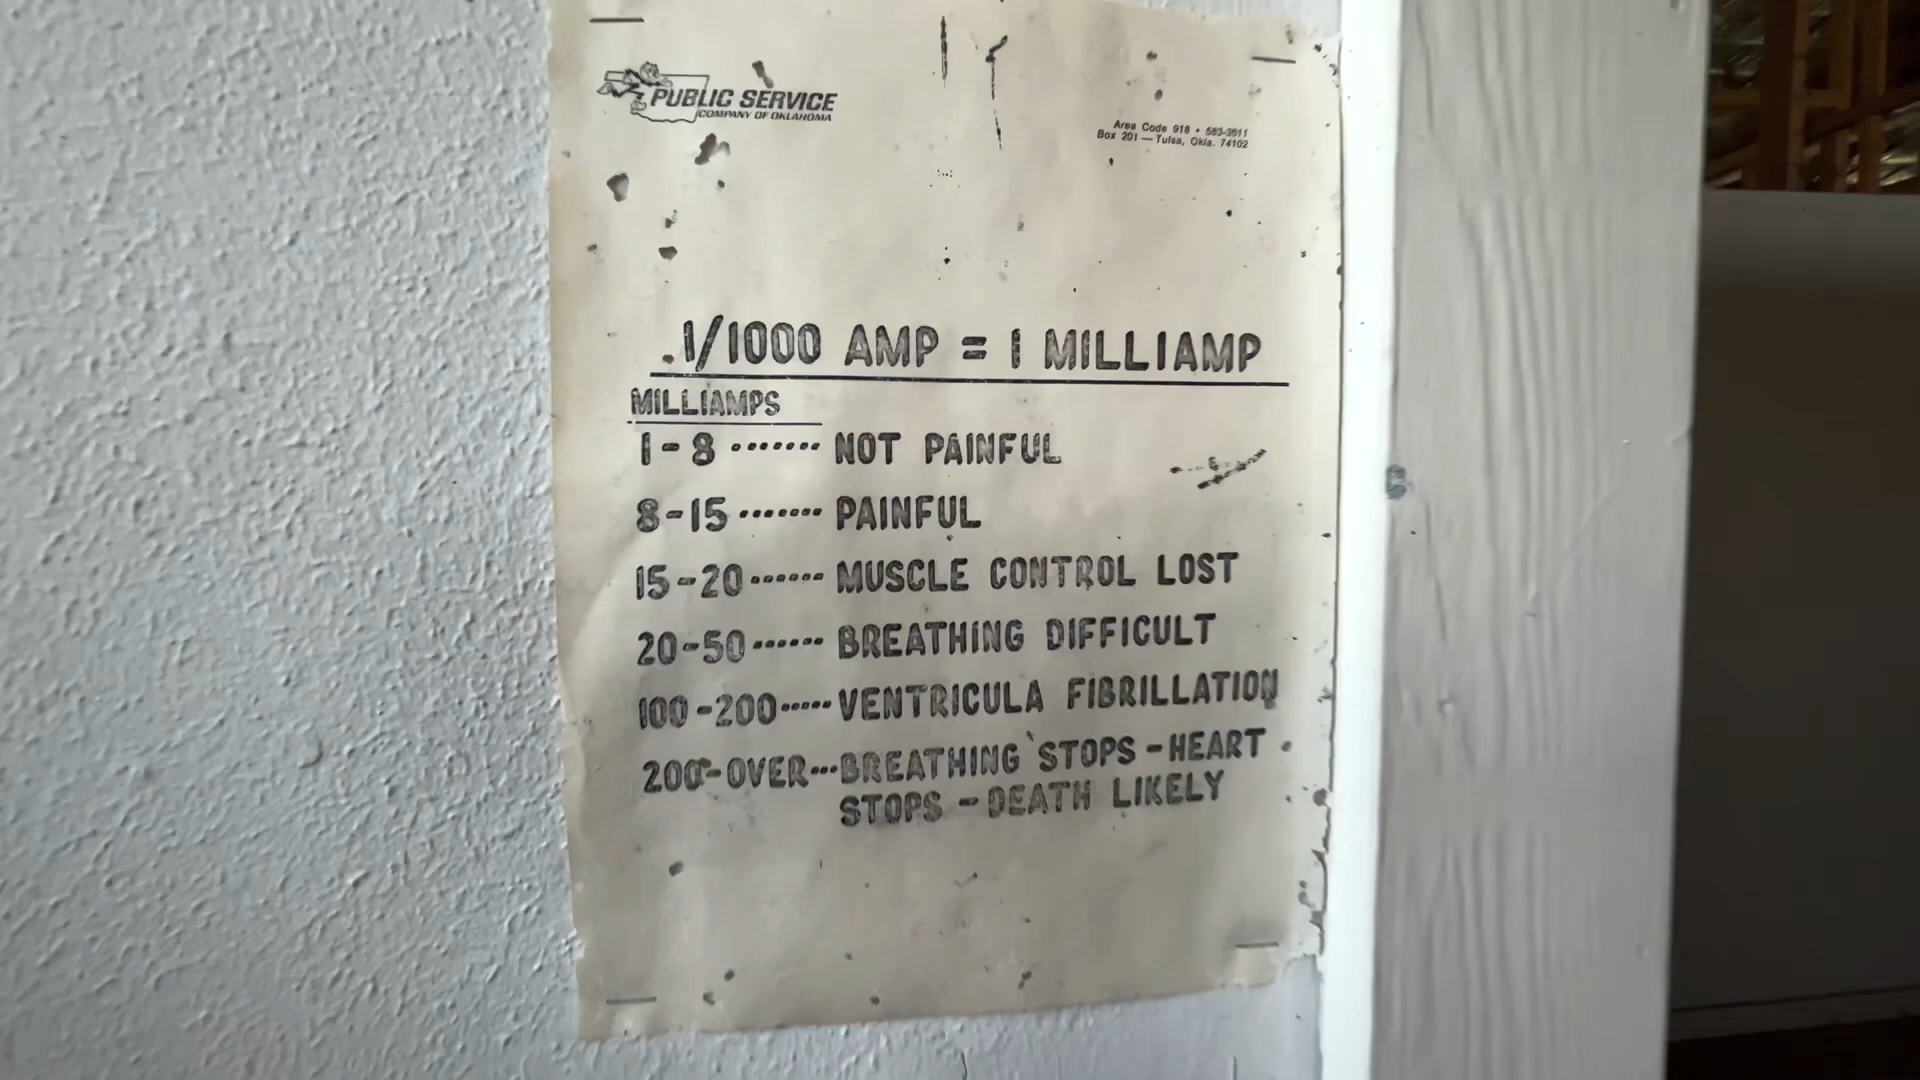 PUBLIC SERVICE
COMPANY OF OKLAHOMA
Area Code 918 • 583-3611
Box 201 — Tulsa, Okla. 74102
.1/1000 AMP = 1 MILLIAMP
MILLIAMPS
1-8 ....... NOT PAINFUL
8-15 ....... PAINFUL
15-20 ...... MUSCLE CONTROL LOST
20-50 ...... BREATHING DIFFICULT
100-200 ..... VENTRICULA FIBRILLATION
200-OVER ... BREATHING STOPS - HEART
STOPS - DEATH LIKELY